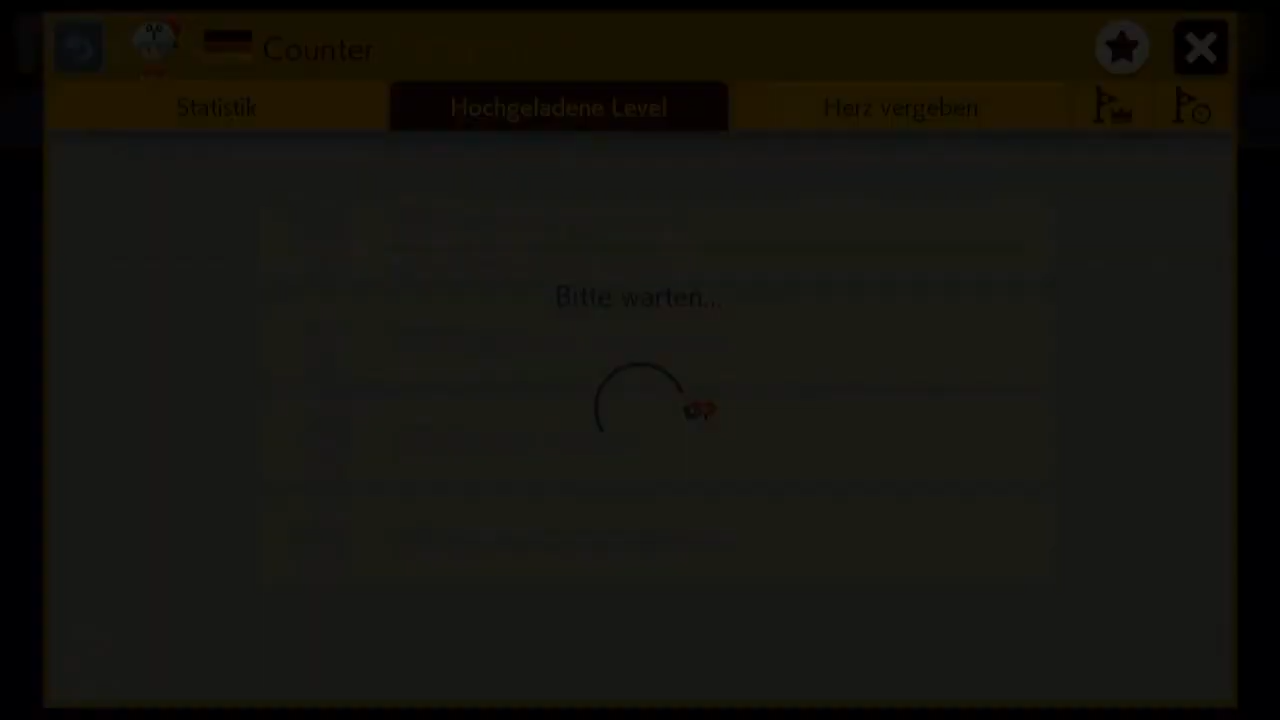 Counter
Statistik
Hochgeladene Level
Herz vergeben
Bitte warten...